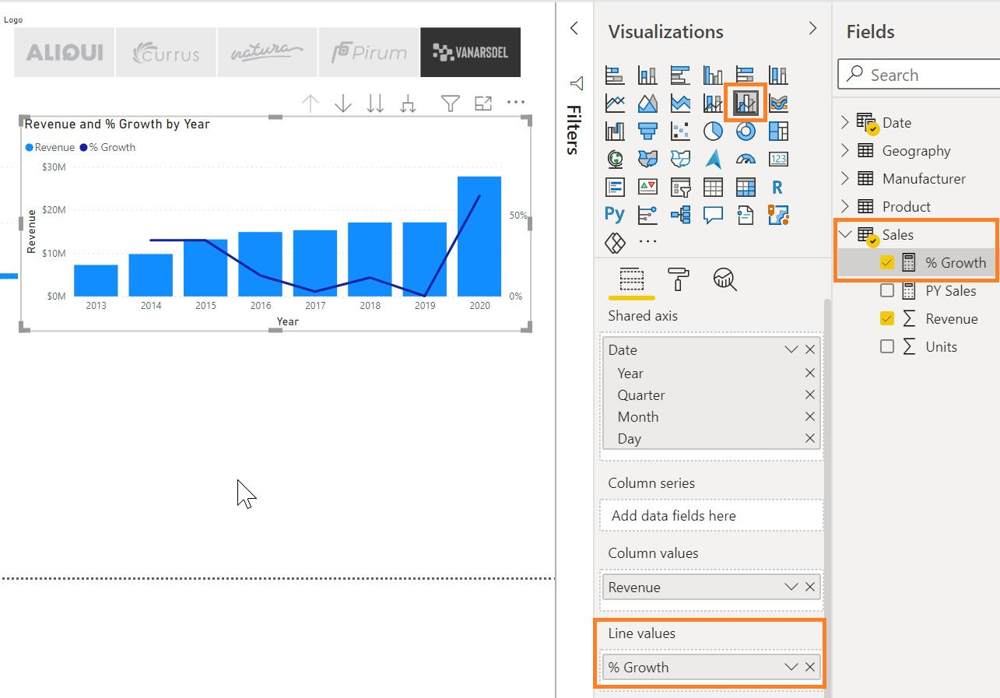 Logo
ALIQUI
Currus
natura
Pirum
VANARSDEL
Revenue and % Growth by Year
Revenue
% Growth
$30M
$20M
$10M
$0M
Revenue
50%
0%
2013
2014
2015
2016
2017
2018
2019
2020
Year
Filters
Visualizations
123
R
Py
Shared axis
Date
Year
Quarter
Month
Day
Column series
Add data fields here
Column values
Revenue
Line values
% Growth
Fields
Search
Date
Geography
Manufacturer
Product
Sales
% Growth
PY Sales
Revenue
Units